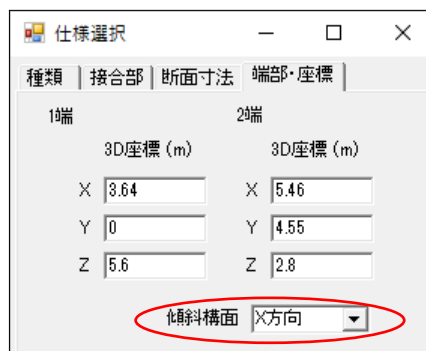 仕様選択
種類 接合部 断面寸法 端部・座標
1端 2端
3D座標 (m) 3D座標 (m)
X 3.64 X 5.46
Y 0 Y 4.55
Z 5.6 Z 2.8
傾斜構面 X方向